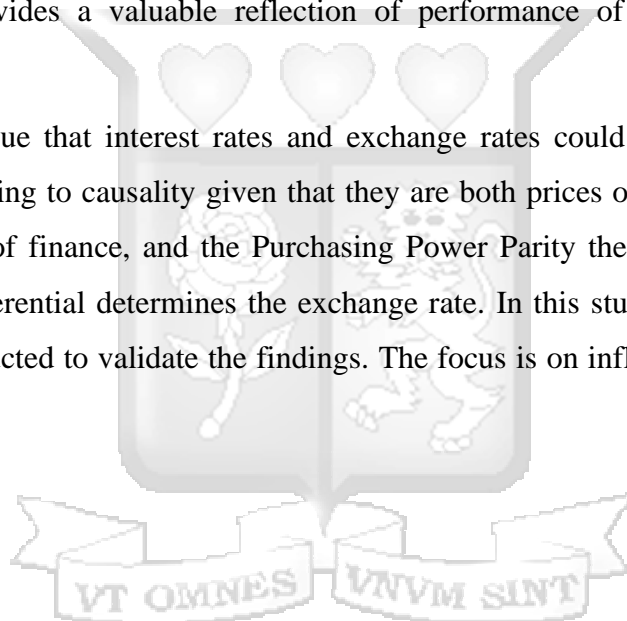 vides a valuable reflection of performance of
ue that interest rates and exchange rates could
ing to causality given that they are both prices o
of finance, and the Purchasing Power Parity the
erential determines the exchange rate. In this stu
cted to validate the findings. The focus is on infl
VT OMNES VNVM SINT